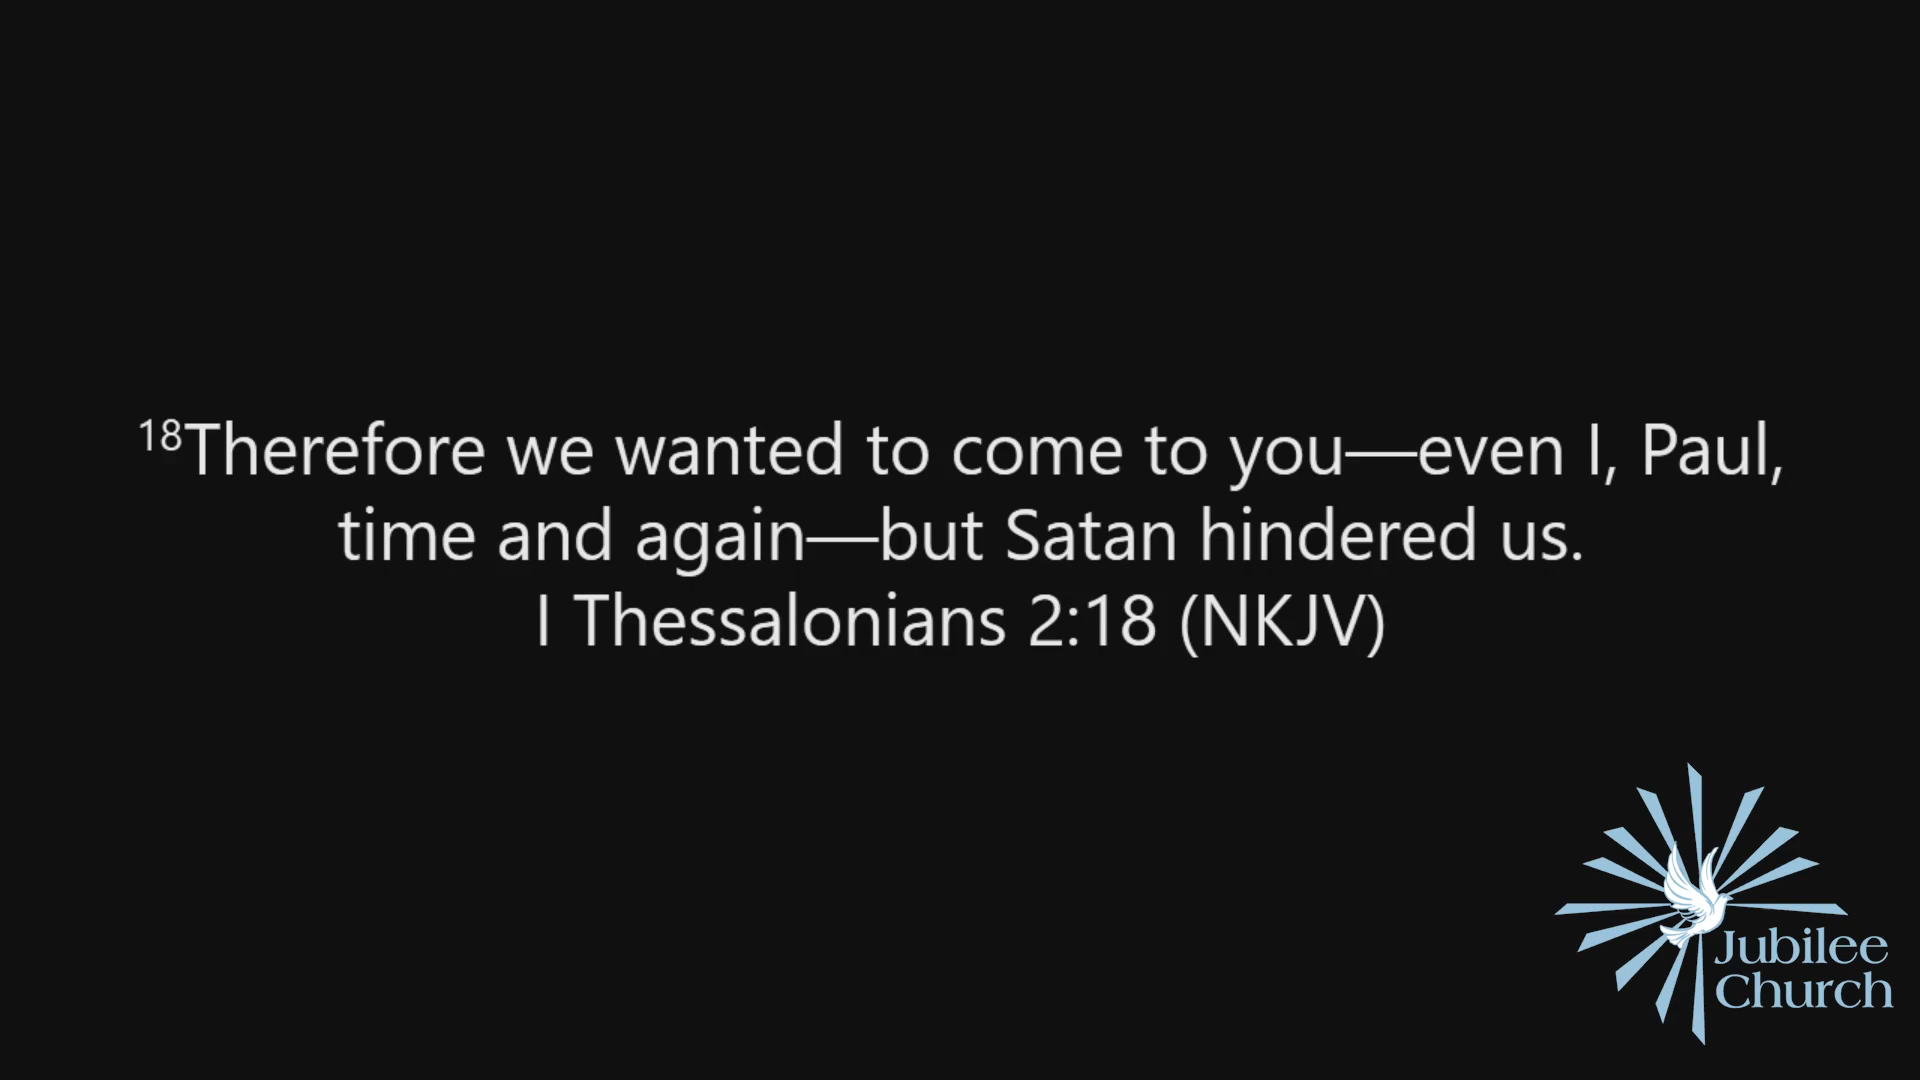 ¹⁸Therefore we wanted to come to you—even I, Paul,
time and again—but Satan hindered us.
I Thessalonians 2:18 (NKJV)
Jubilee
Church